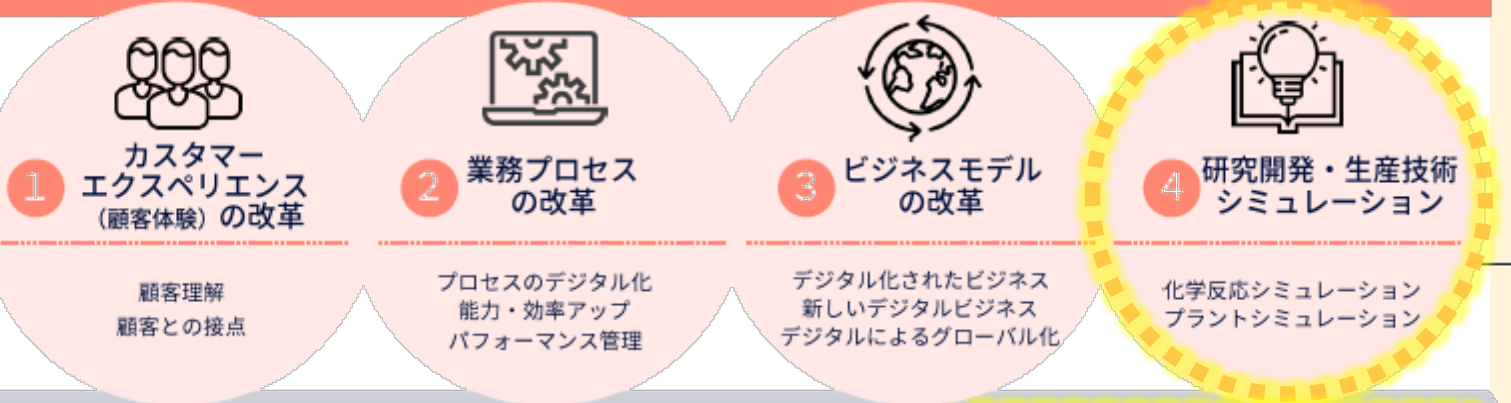 1
カスタマー
エクスペリエンス
（顧客体験）の改革
顧客理解
顧客との接点
2
業務プロセス
の改革
プロセスのデジタル化
能力・効率アップ
パフォーマンス管理
3
ビジネスモデル
の改革
デジタル化されたビジネス
新しいデジタルビジネス
デジタルによるグローバル化
4
研究開発・生産技術
シミュレーション
化学反応シミュレーション
プラントシミュレーション